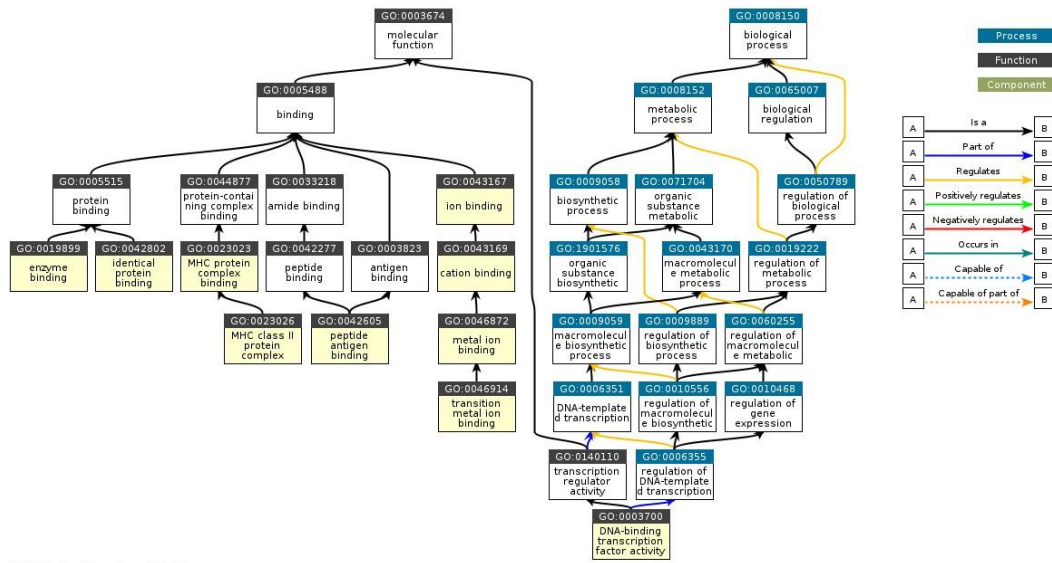 GO:0003674
molecular
function
GO:0008150
biological
process
Process
Function
Component
GO:0005488
binding
GO:0008152
metabolic
process
GO:0065007
biological
regulation
A Is a B
A Part of B
A Regulates B
A Positively regulates B
A Negatively regulates B
A Occurs in B
A Capable of B
A Capable of part of B
GO:0005515
protein
binding
GO:0044877
protein-contai
ning complex
binding
GO:0033218
amide binding
GO:0043167
ion binding
GO:0009058
biosynthetic
process
GO:0071704
organic
substance
metabolic
GO:0050789
regulation of
biological
process
GO:0019899
enzyme
binding
GO:0042802
identical
protein
binding
GO:0023023
MHC protein
complex
binding
GO:0042277
peptide
binding
GO:0003823
antigen
binding
GO:0043169
cation binding
GO:1901576
organic
substance
biosynthetic
GO:0043170
macromolecul
e metabolic
process
GO:0019222
regulation of
metabolic
process
GO:0023026
MHC class II
protein
complex
GO:0042605
peptide
antigen
binding
GO:0046872
metal ion
binding
GO:0009059
macromolecul
e biosynthetic
process
GO:0009889
regulation of
biosynthetic
process
GO:0060255
regulation of
macromolecul
e metabolic
GO:0046914
transition
metal ion
binding
GO:0006351
DNA-template
d transcription
GO:0010556
regulation of
macromolecul
e biosynthetic
GO:0010468
regulation of
gene
expression
GO:0140110
transcription
regulator
activity
GO:0006355
regulation of
DNA-template
d transcription
GO:0003700
DNA-binding
transcription
factor activity